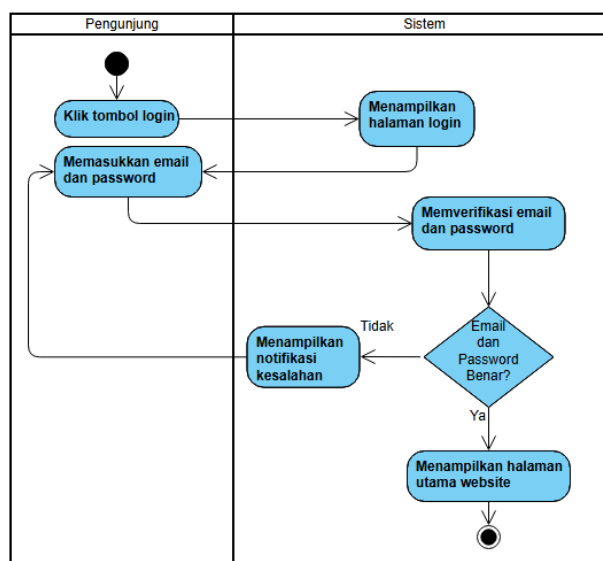 Pengunjung
Sistem
Klik tombol login
Menampilkan
halaman login
Memasukkan email
dan password
Memverifikasi email
dan password
Email
dan
Password
Benar?
Tidak
Menampilkan
notifikasi
kesalahan
Ya
Menampilkan halaman
utama website